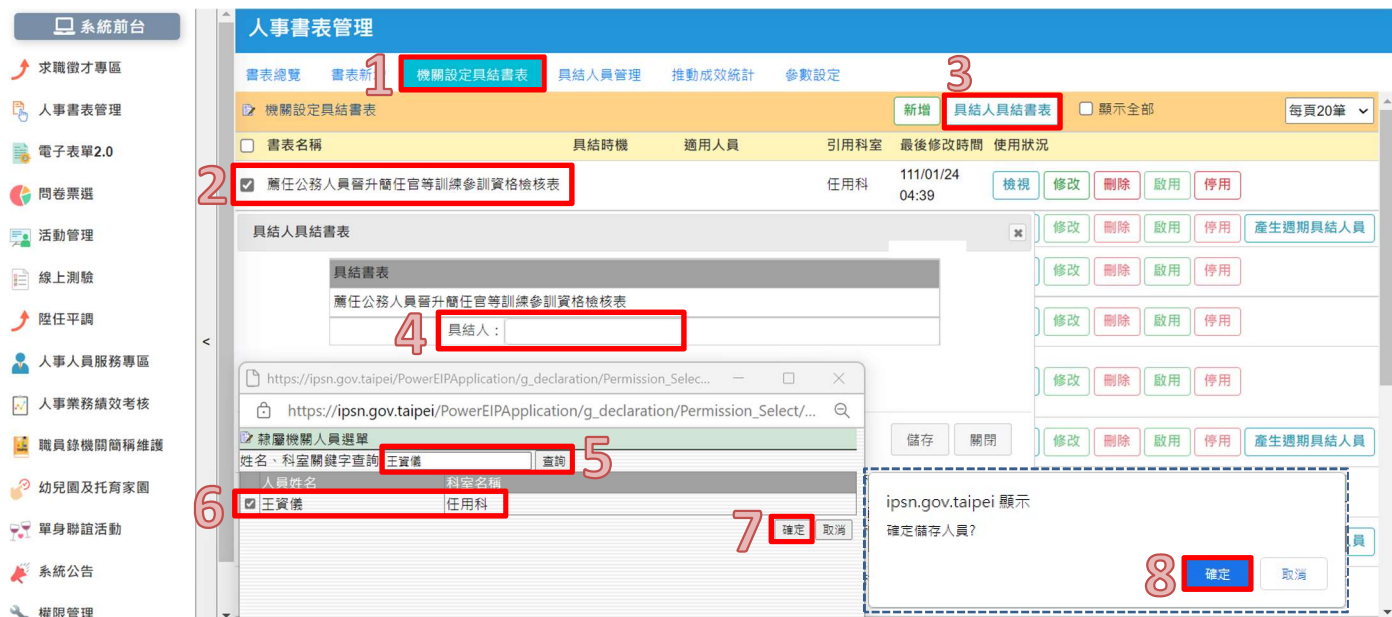 系統前台
求職徵才專區
人事書表管理
電子表單2.0
問卷票選
活動管理
線上測驗
陞任平調
人事人員服務專區
人事業務績效考核
職員錄機關簡稱維護
幼兒園及托育家園
單身聯誼活動
系統公告
權限管理
<
人事書表管理
書表總覽 書表新 機關設定具結書表 具結人員管理 推動成效統計 參數設定
1
3
機關設定具結書表 新增 具結人具結書表 顯示全部 每頁20筆
書表名稱 具結時機 適用人員 引用科室 最後修改時間 使用狀況
2 薦任公務人員晉升簡任官等訓練參訓資格檢核表 任用科 111/01/24 04:39 檢視 修改 刪除 啟用 停用
修改 刪除 啟用 停用 產生週期具結人員
修改 刪除 啟用 停用
修改 刪除 啟用 停用
修改 刪除 啟用 停用
修改 刪除 啟用 停用 產生週期具結人員
員
具結人具結書表
具結書表
薦任公務人員晉升簡任官等訓練參訓資格檢核表
4 具結人：
儲存 關閉
https://ipsn.gov.taipei/PowerEIPApplication/g_declaration/Permission_Selec...
https://ipsn.gov.taipei/PowerEIPApplication/g_declaration/Permission_Select/...
隸屬機關人員選單
姓名、科室關鍵字查詢 王資儀 查詢 5
人員姓名 科室名稱
6 王資儀 任用科
7 確定 取消
ipsn.gov.taipei 顯示
確定儲存人員?
8 確定 取消